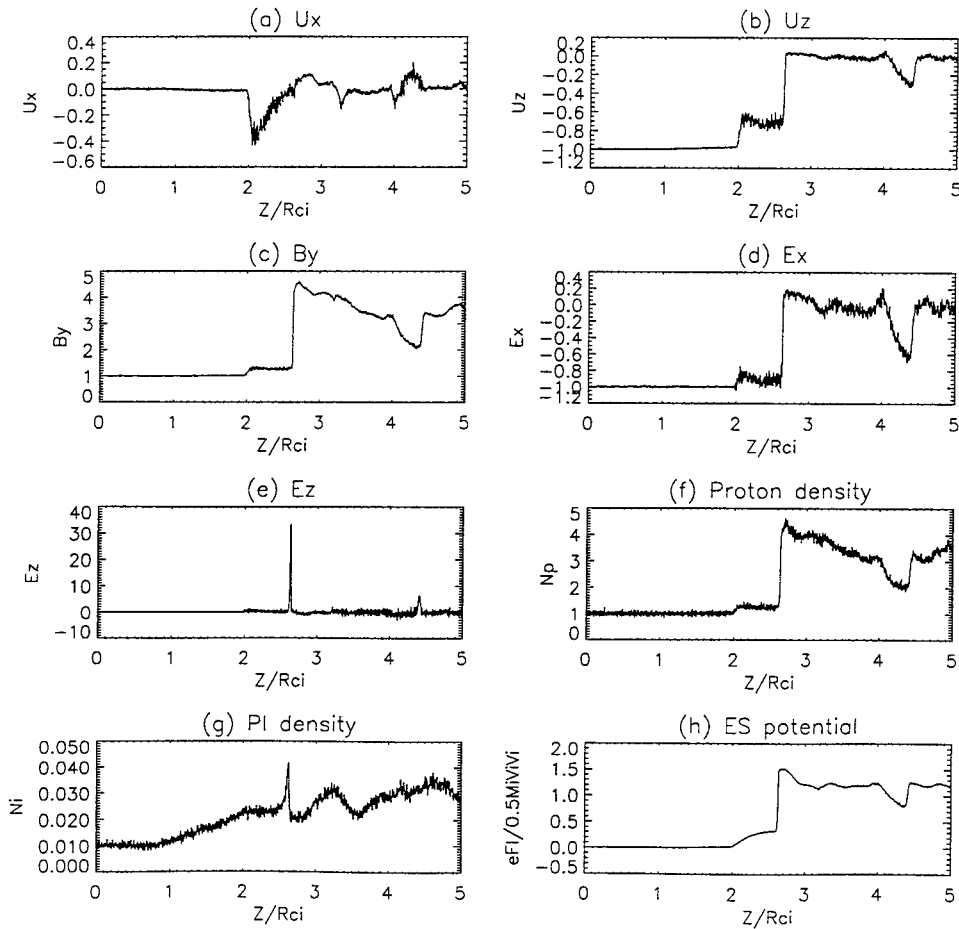 (a) Ux
0.4
0.2
0.0
-0.2
-0.4
-0.6
Ux
0 1 2 3 4 5
Z/Rci
(b) Uz
0.2
-0.0
-0.2
-0.4
-0.6
-0.8
-1.0
-1.2
Uz
0 1 2 3 4 5
Z/Rci
(c) By
5
4
3
2
1
0
By
0 1 2 3 4 5
Z/Rci
(d) Ex
0.4
0.2
0.0
-0.2
-0.4
-0.6
-0.8
-1.0
-1.2
Ex
0 1 2 3 4 5
Z/Rci
(e) Ez
40
30
20
10
0
-10
Ez
0 1 2 3 4 5
Z/Rci
(f) Proton density
5
4
3
2
1
0
Np
0 1 2 3 4 5
Z/Rci
(g) PI density
0.050
0.040
0.030
0.020
0.010
0.000
Ni
0 1 2 3 4 5
Z/Rci
(h) ES potential
2.0
1.5
1.0
0.5
0.0
-0.5
eFI/0.5MiViVi
0 1 2 3 4 5
Z/Rci